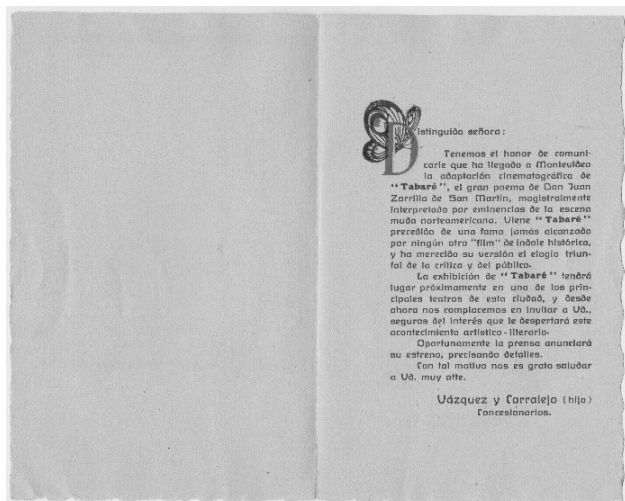 Distinguida señora:
Tenemos el honor de comuni-
carle que ha llegado a Montevideo
la adaptación cinematográfica de
“Tabaré”, el gran poema de Don Juan
Zorrilla de San Martín, magistralmente
interpretado por eminencias de la escena
muda norteamericana. Viene “Tabaré”
precedida de una fama jamás alcanzada
por ningún otro “film” de índole histórica,
y ha merecido su versión el elogio triun-
fal de la crítica y del público.
La exhibición de “Tabaré” tendrá
lugar próximamente en uno de los prin-
cipales teatros de esta ciudad, y desde
ahora nos complacemos en invitar a Vd.,
seguros del interés que le despertará este
acontecimiento artístico-literario.
Oportunamente la prensa anunciará
su estreno, precisando detalles.
Con tal motivo nos es grato saludar
a Vd. muy atte.
Vázquez y Corralejo (hijo)
Concesionarios.